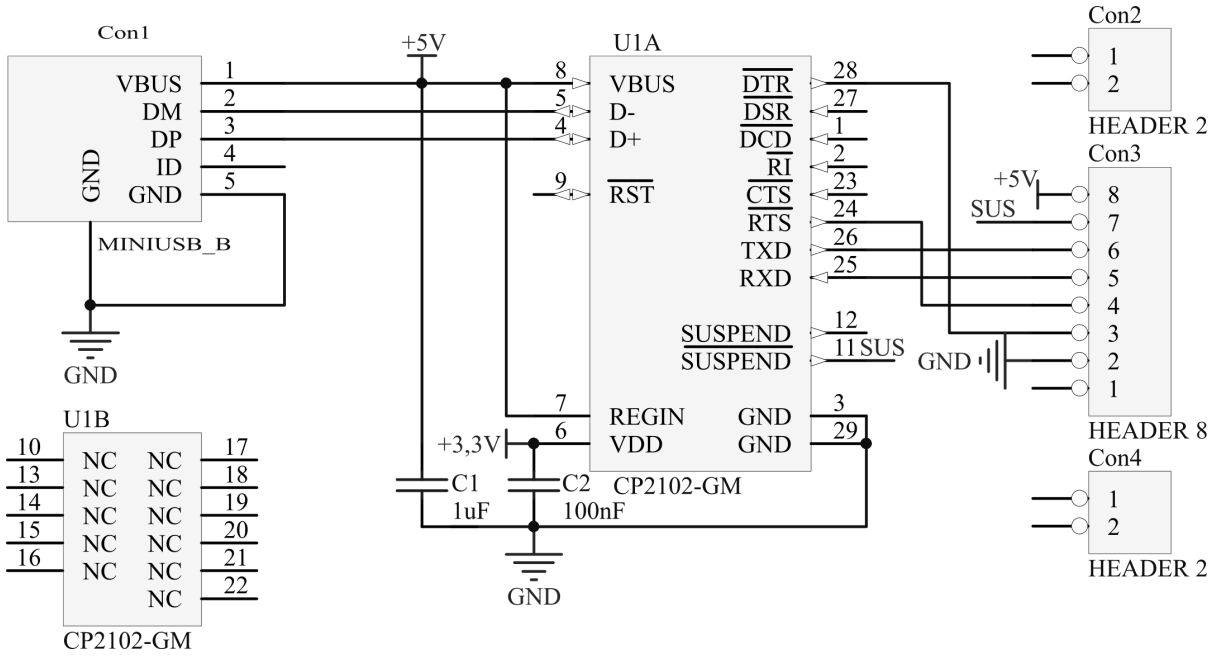 Con1
VBUS 1
DM 2
DP 3
ID 4
GND 5
GND
MINIUSB_B
GND
+5V
U1A
8 VBUS
5 D-
4 D+
9 RST
7 REGIN
6 VDD
DTR 28
DSR 27
DCD 1
RI 2
CTS 23
RTS 24
TXD 26
RXD 25
SUSPEND 12
SUSPEND 11 SUS
GND 3
GND 29
CP2102-GM
+3,3V
C1
1uF
C2
100nF
GND
Con2
1
2
HEADER 2
Con3
+5V 8
SUS 7
6
5
4
3
GND 2
1
HEADER 8
Con4
1
2
HEADER 2
U1B
10 NC NC 17
13 NC NC 18
14 NC NC 19
15 NC NC 20
16 NC NC 21
NC 22
CP2102-GM